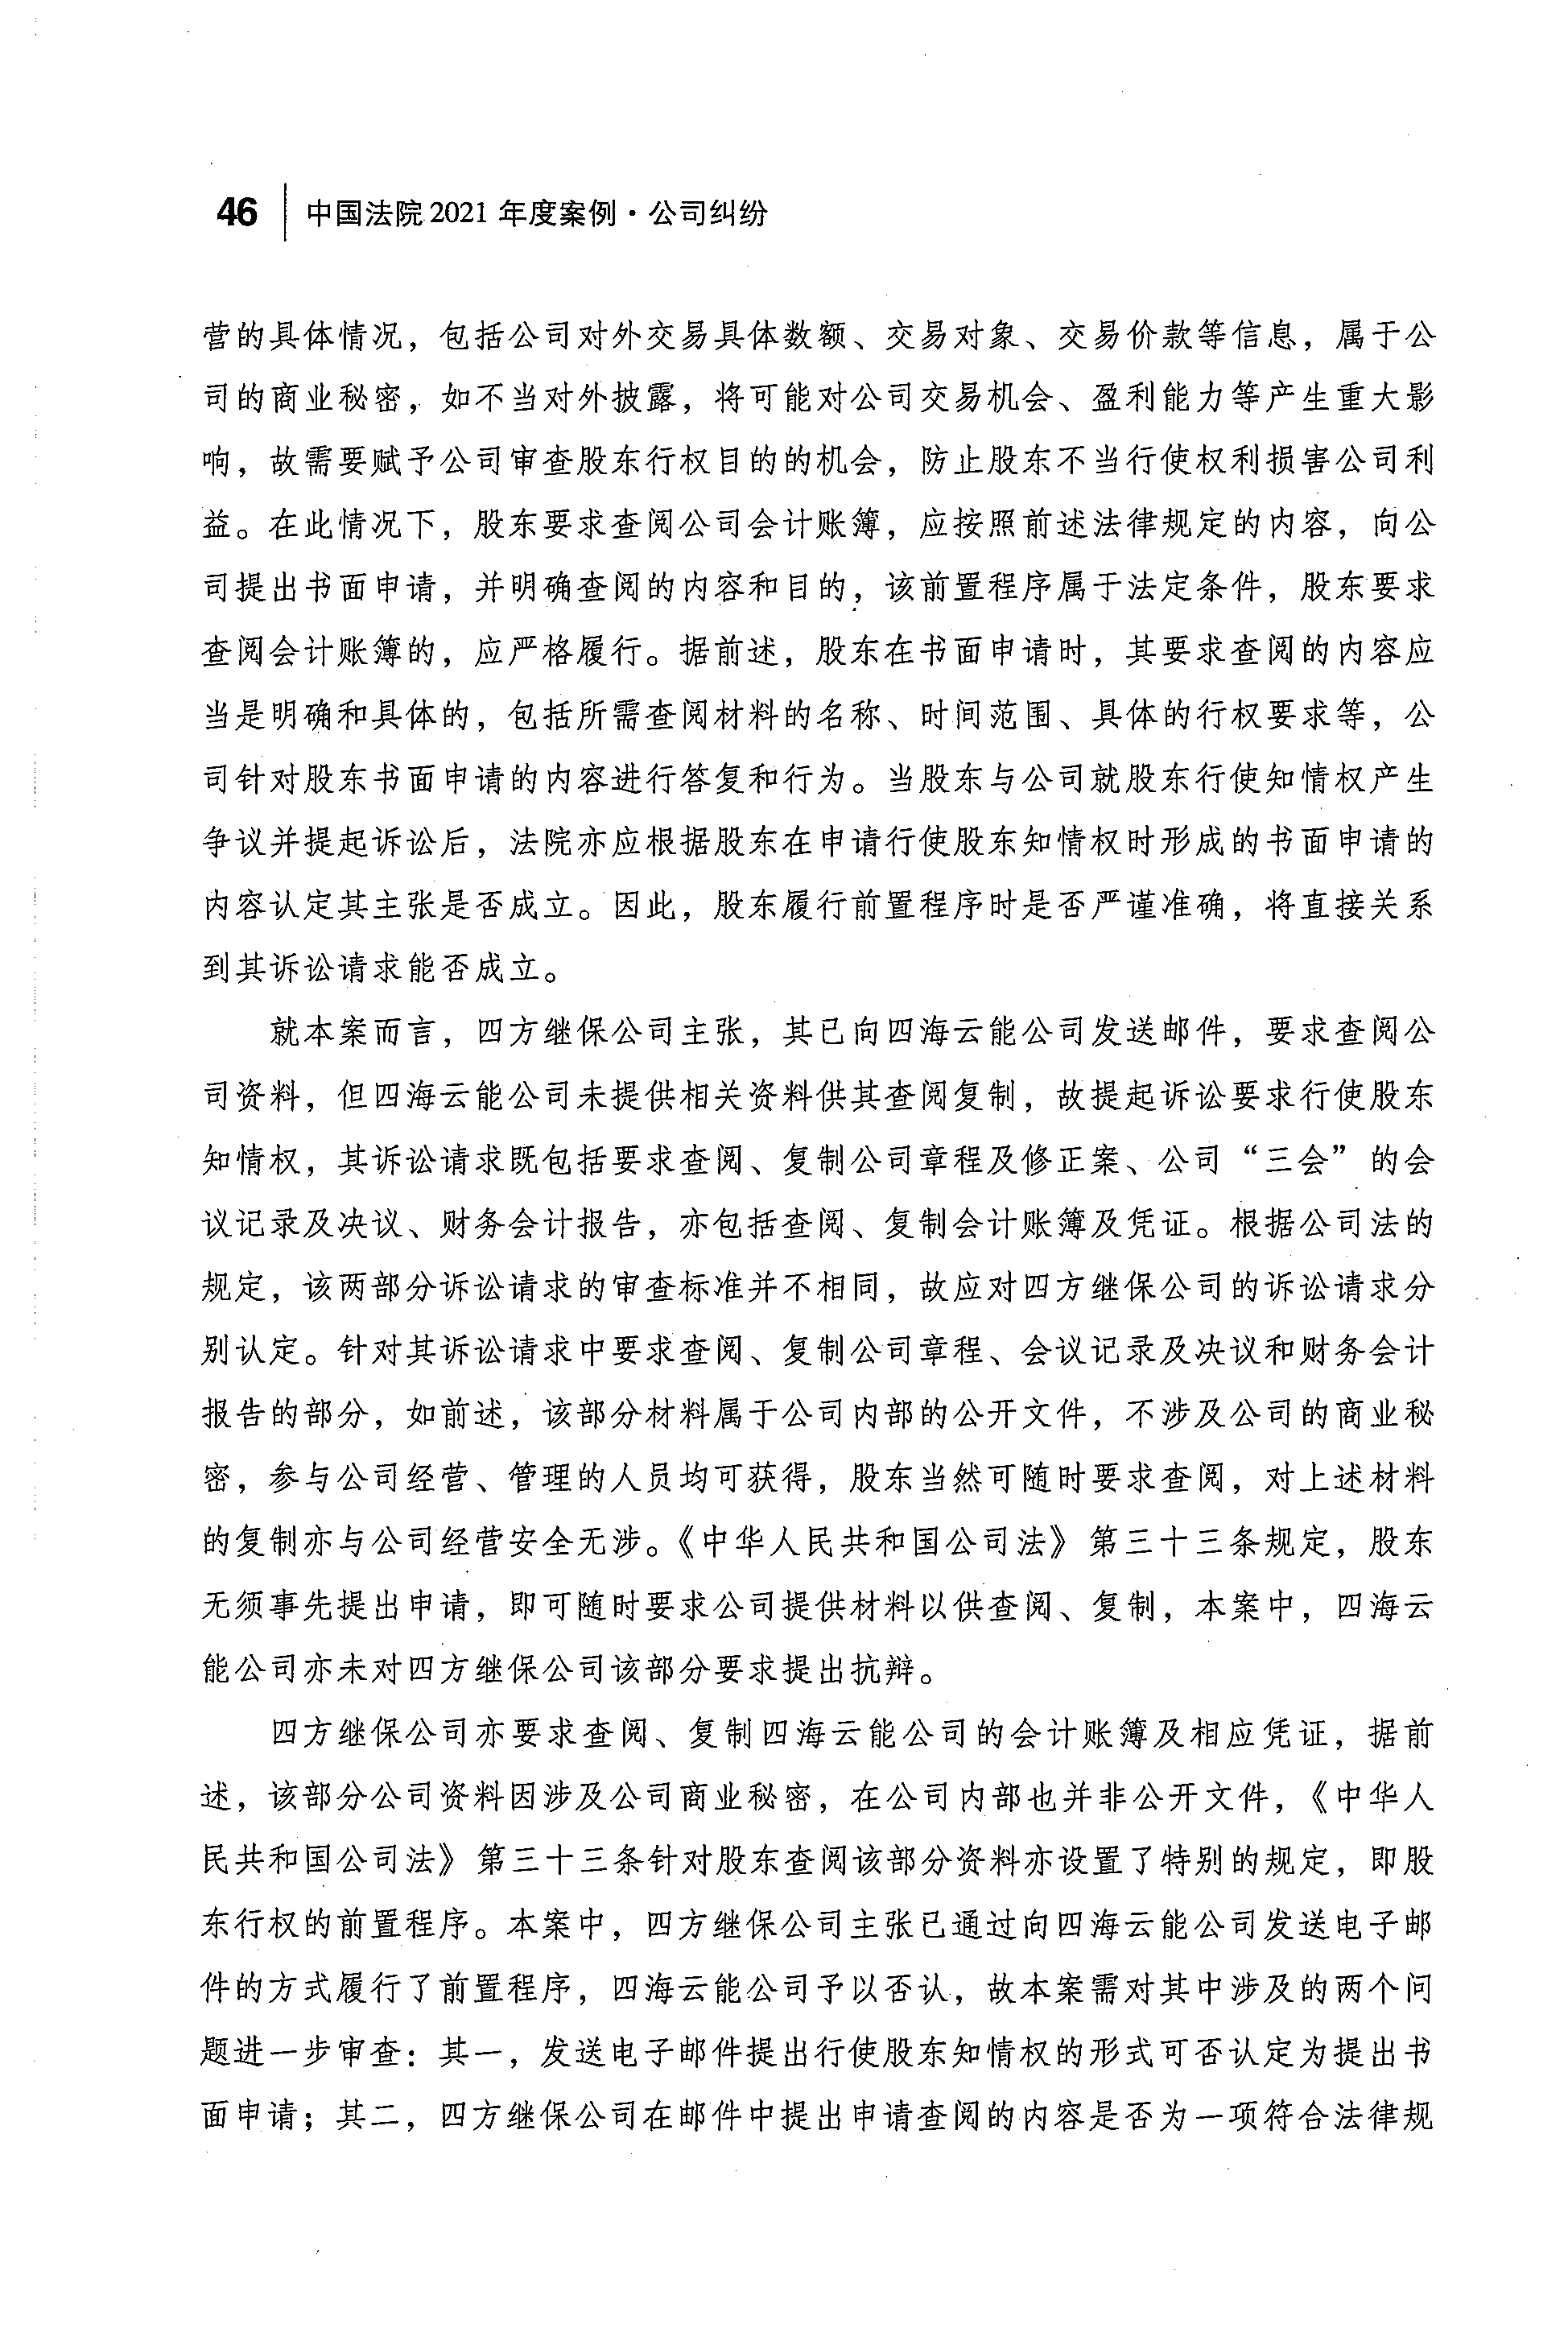 46 中国法院2021年度案例·公司纠纷
营的具体情况，包括公司对外交易具体数额、交易对象、交易价款等信息，属于公
司的商业秘密，如不当对外披露，将可能对公司交易机会、盈利能力等产生重大影
响，故需要赋予公司审查股东行权目的的机会，防止股东不当行使权利损害公司利
益。在此情况下，股东要求查阅公司会计账簿，应按照前述法律规定的内容，向公
司提出书面申请，并明确查阅的内容和目的，该前置程序属于法定条件，股东要求
查阅会计账簿的，应严格履行。据前述，股东在书面申请时，其要求查阅的内容应
当是明确和具体的，包括所需查阅材料的名称、时间范围、具体的行权要求等，公
司针对股东书面申请的内容进行答复和行为。当股东与公司就股东行使知情权产生
争议并提起诉讼后，法院亦应根据股东在申请行使股东知情权时形成的书面申请的
内容认定其主张是否成立。因此，股东履行前置程序时是否严谨准确，将直接关系
到其诉讼请求能否成立。
就本案而言，四方继保公司主张，其已向四海云能公司发送邮件，要求查阅公
司资料，但四海云能公司未提供相关资料供其查阅复制，故提起诉讼要求行使股东
知情权，其诉讼请求既包括要求查阅、复制公司章程及修正案、公司“三会”的会
议记录及决议、财务会计报告，亦包括查阅、复制会计账簿及凭证。根据公司法的
规定，该两部分诉讼请求的审查标准并不相同，故应对四方继保公司的诉讼请求分
别认定。针对其诉讼请求中要求查阅、复制公司章程、会议记录及决议和财务会计
报告的部分，如前述，该部分材料属于公司内部的公开文件，不涉及公司的商业秘
密，参与公司经营、管理的人员均可获得，股东当然可随时要求查阅，对上述材料
的复制亦与公司经营安全无涉。《中华人民共和国公司法》第三十三条规定，股东
无须事先提出申请，即可随时要求公司提供材料以供查阅、复制，本案中，四海云
能公司亦未对四方继保公司该部分要求提出抗辩。
四方继保公司亦要求查阅、复制四海云能公司的会计账簿及相应凭证，据前
述，该部分公司资料因涉及公司商业秘密，在公司内部也并非公开文件，《中华人
民共和国公司法》第三十三条针对股东查阅该部分资料亦设置了特别的规定，即股
东行权的前置程序。本案中，四方继保公司主张已通过向四海云能公司发送电子邮
件的方式履行了前置程序，四海云能公司予以否认，故本案需对其中涉及的两个问
题进一步审查：其一，发送电子邮件提出行使股东知情权的形式可否认定为提出书
面申请；其二，四方继保公司在邮件中提出申请查阅的内容是否为一项符合法律规